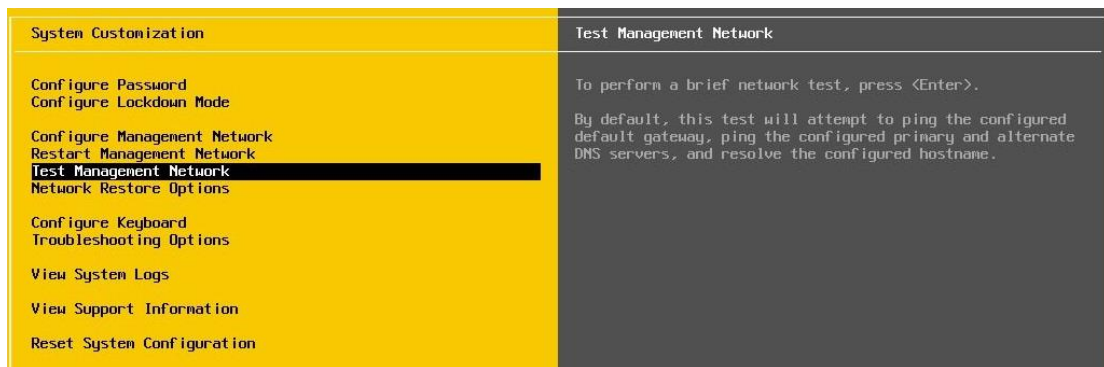 System Customization
Configure Password
Configure Lockdown Mode
Configure Management Network
Restart Management Network
Test Management Network
Network Restore Options
Configure Keyboard
Troubleshooting Options
View System Logs
View Support Information
Reset System Configuration
Test Management Network
To perform a brief network test, press <Enter>.
By default, this test will attempt to ping the configured
default gateway, ping the configured primary and alternate
DNS servers, and resolve the configured hostname.